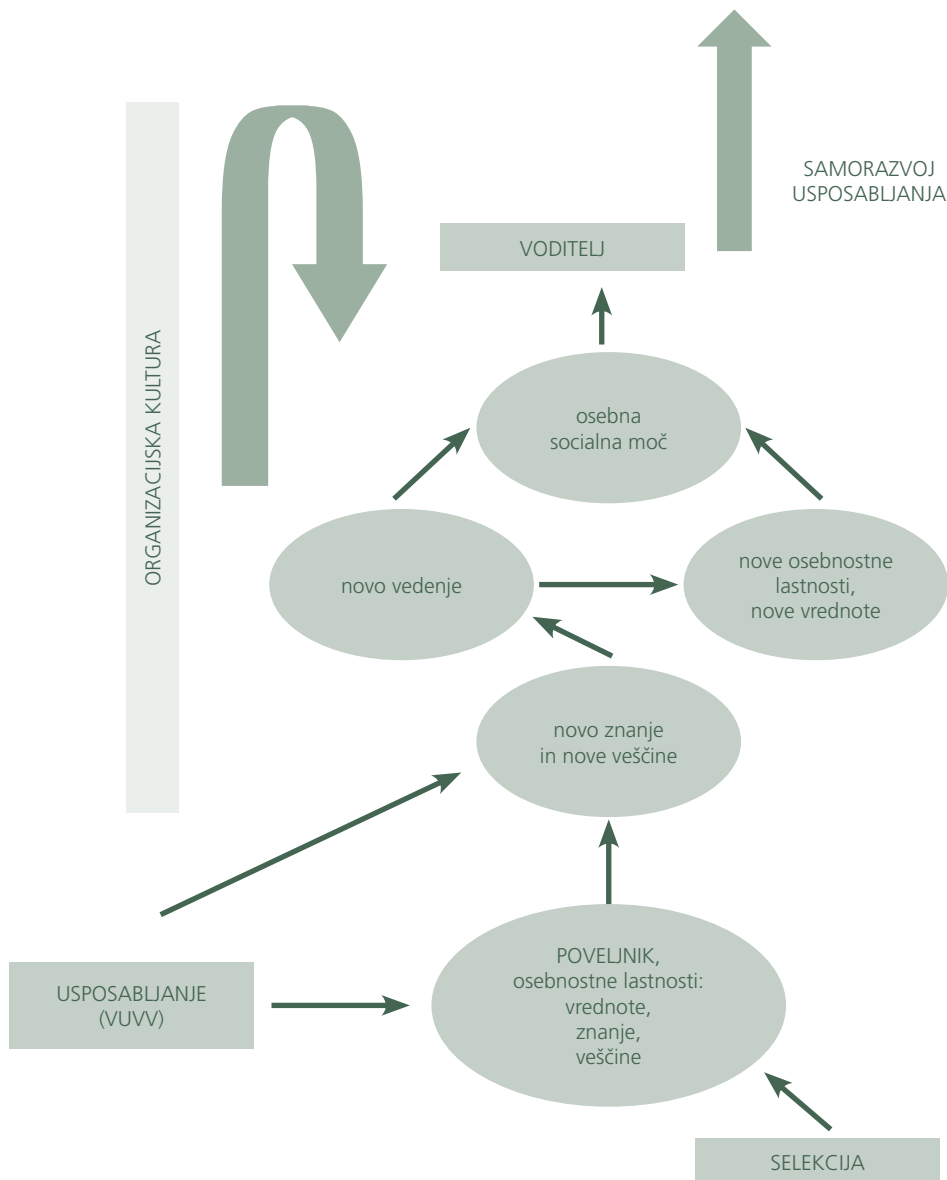 SAMORAZVOJ
USPOSABLJANJA
VODITELJ
ORGANIZACIJSKA KULTURA
osebna
socialna moč
novo vedenje
nove osebnostne
lastnosti,
nove vrednote
novo znanje
in nove veščine
POVELJNIK,
osebnostne lastnosti:
vrednote,
znanje,
veščine
USPOSABLJANJE
(VUVV)
SELEKCIJA